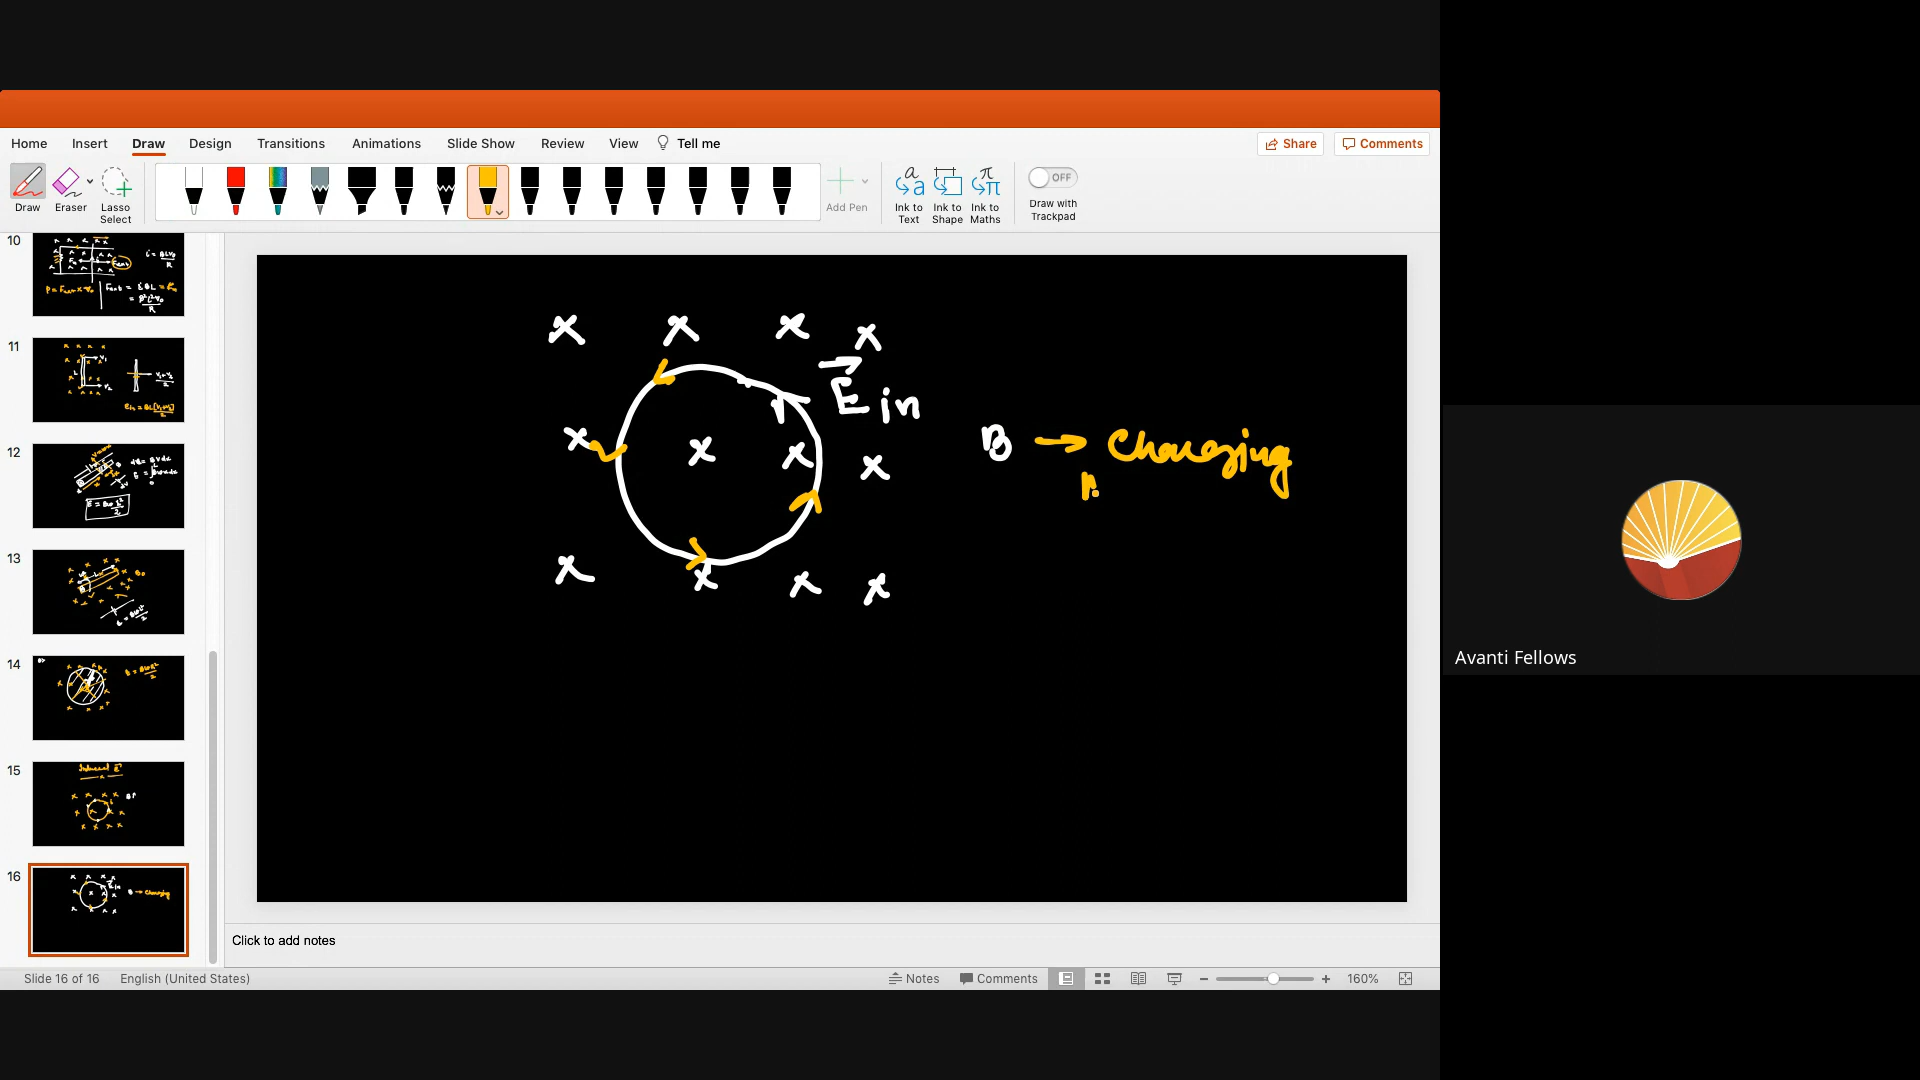 Home Insert Draw Design Transitions Animations Slide Show Review View Tell me Share Comments
Draw Eraser Lasso Select Add Pen Ink to Text Ink to Shape Ink to Maths OFF Draw with Trackpad
10
11
12
13
14
15
16
x x x x
E in
x x x x
B → Changing
x x x x
Avanti Fellows
Click to add notes
Slide 16 of 16 English (United States) Notes Comments 160%